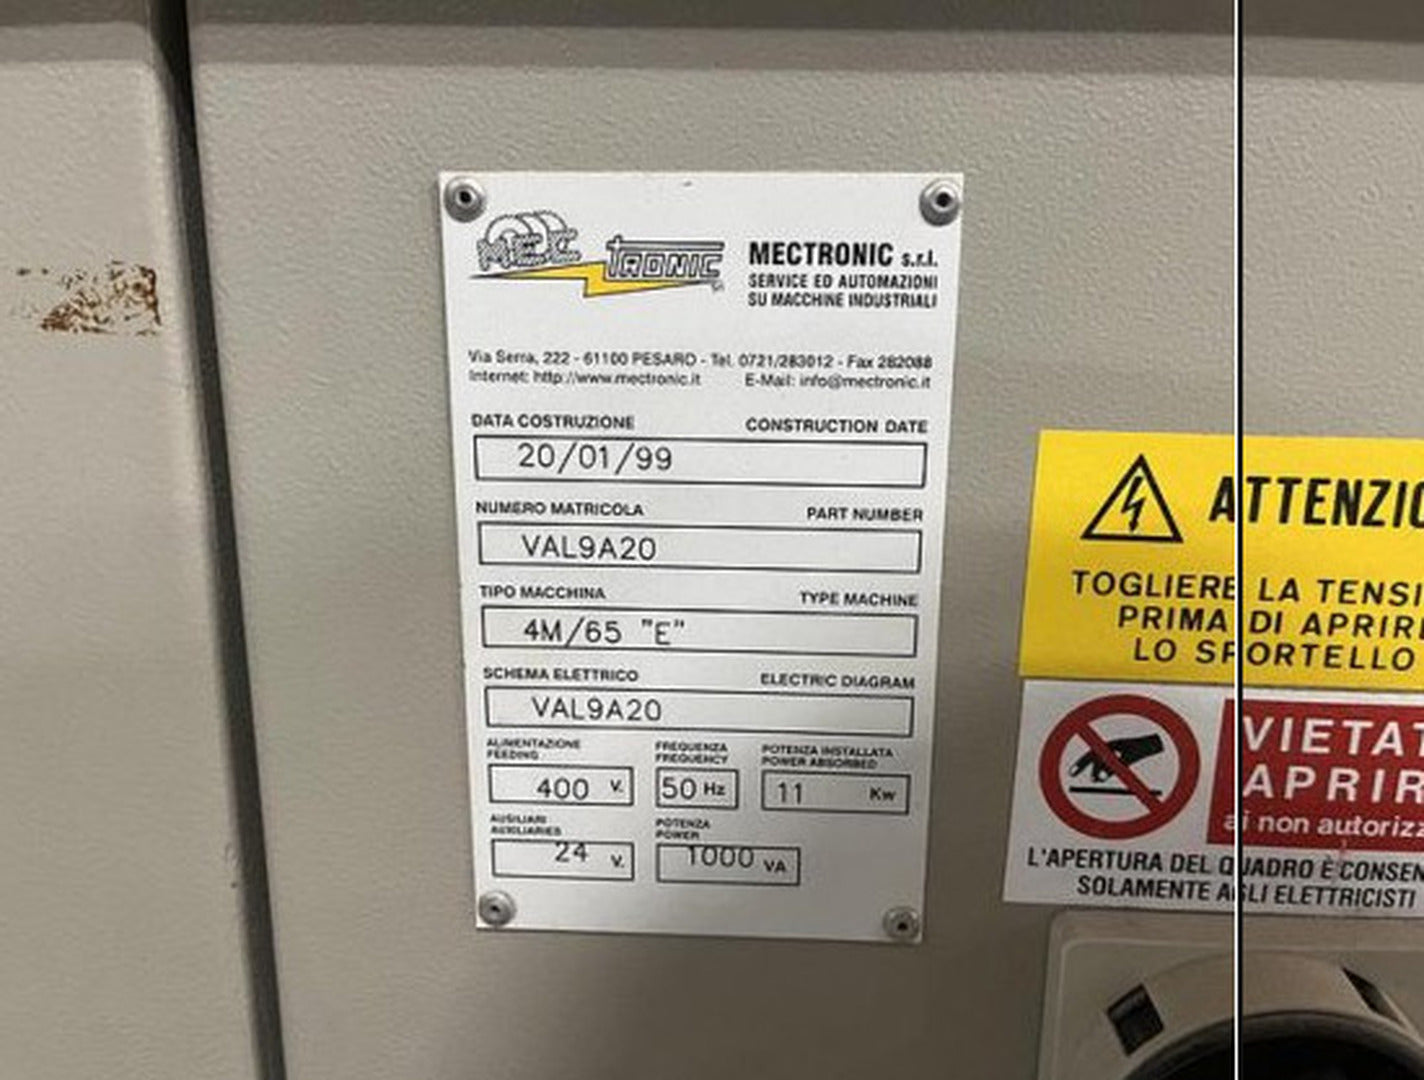 MEC TRONIC
MECTRONIC s.r.l.
SERVICE ED AUTOMAZIONI
SU MACCHINE INDUSTRIALI
Via Serra, 222 - 61100 PESARO - Tel. 0721/283012 - Fax 282088
Internet: http://www.mectronic.it E-Mail: info@mectronic.it
DATA COSTRUZIONE CONSTRUCTION DATE
20/01/99
NUMERO MATRICOLA PART NUMBER
VAL9A20
TIPO MACCHINA TYPE MACHINE
4M/65 "E"
SCHEMA ELETTRICO ELECTRIC DIAGRAM
VAL9A20
ALIMENTAZIONE FREQUENZA POTENZA INSTALLATA
FEEDING FREQUENCY POWER ABSORBED
400 V. 50 Hz 11 Kw
AUSILIARI POTENZA
AUXILIARIES POWER
24 V. 1000 VA
ATTENZIO
TOGLIERE LA TENSI
PRIMA DI APRIRE
LO SPORTELLO
VIETAT
APRIR
ai non autorizz
L'APERTURA DEL QUADRO È CONSEN
SOLAMENTE AGLI ELETTRICISTI